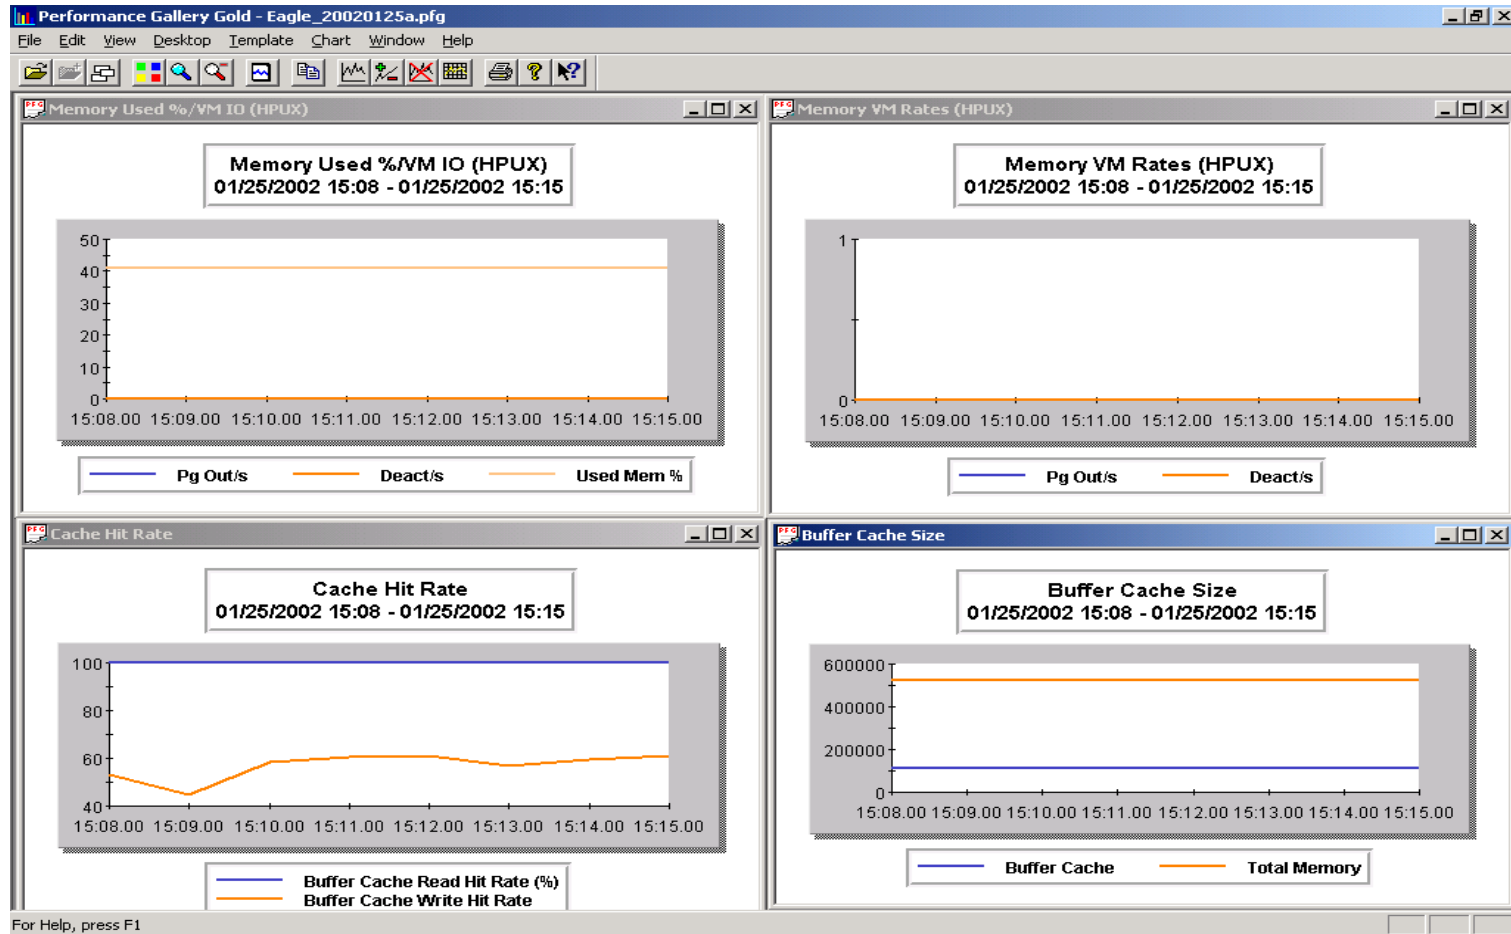 Performance Gallery Gold - Eagle_20020125a.pfg
File Edit View Desktop Template Chart Window Help
Memory Used %/VM IO (HPUX)
Memory Used %/VM IO (HPUX)
01/25/2002 15:08 - 01/25/2002 15:15
50
40
30
20
10
0
15:08.00 15:09.00 15:10.00 15:11.00 15:12.00 15:13.00 15:14.00 15:15.00
Pg Out/s Deact/s Used Mem %
Memory VM Rates (HPUX)
Memory VM Rates (HPUX)
01/25/2002 15:08 - 01/25/2002 15:15
1
0
15:08.00 15:09.00 15:10.00 15:11.00 15:12.00 15:13.00 15:14.00 15:15.00
Pg Out/s Deact/s
Cache Hit Rate
Cache Hit Rate
01/25/2002 15:08 - 01/25/2002 15:15
100
80
60
40
15:08.00 15:09.00 15:10.00 15:11.00 15:12.00 15:13.00 15:14.00 15:15.00
Buffer Cache Read Hit Rate (%)
Buffer Cache Write Hit Rate
Buffer Cache Size
Buffer Cache Size
01/25/2002 15:08 - 01/25/2002 15:15
600000
400000
200000
0
15:08.00 15:09.00 15:10.00 15:11.00 15:12.00 15:13.00 15:14.00 15:15.00
Buffer Cache Total Memory
For Help, press F1